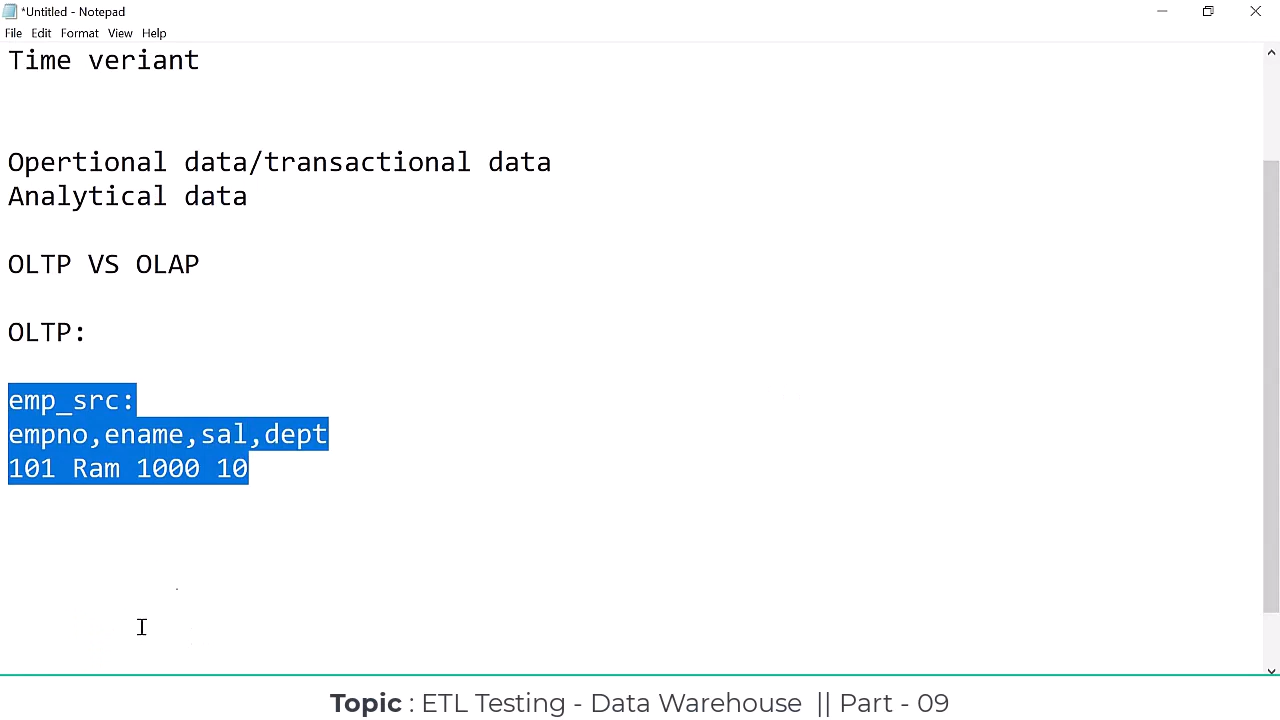 *Untitled - Notepad
File Edit Format View Help
Time veriant
Opertional data/transactional data
Analytical data
OLTP VS OLAP
OLTP:
emp_src:
empno,ename,sal,dept
101 Ram 1000 10
Topic : ETL Testing - Data Warehouse || Part - 09